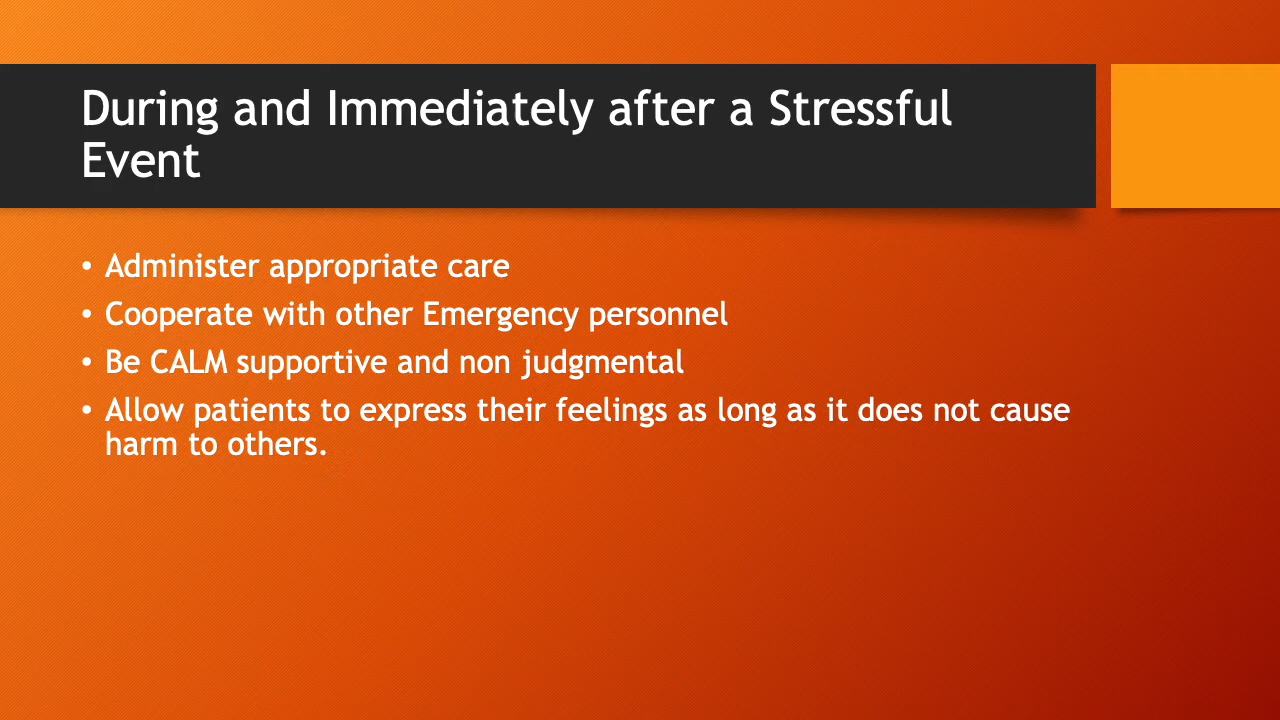 During and Immediately after a Stressful
Event
• Administer appropriate care
• Cooperate with other Emergency personnel
• Be CALM supportive and non judgmental
• Allow patients to express their feelings as long as it does not cause
harm to others.